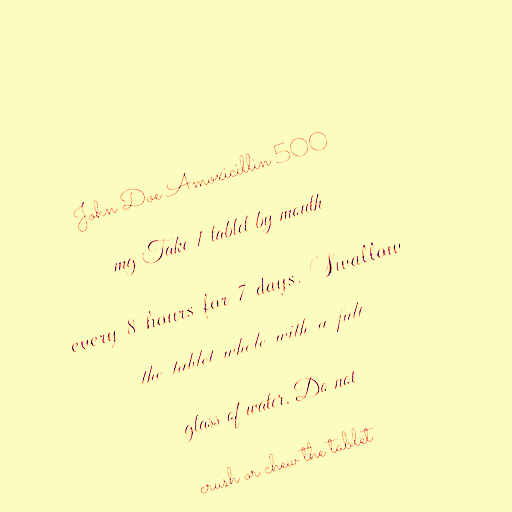 John Doe Amoxicillin 500
mg Take 1 tablet by mouth
every 8 hours for 7 days. Swallow
the tablet whole with a full
glass of water. Do not
crush or chew the tablet